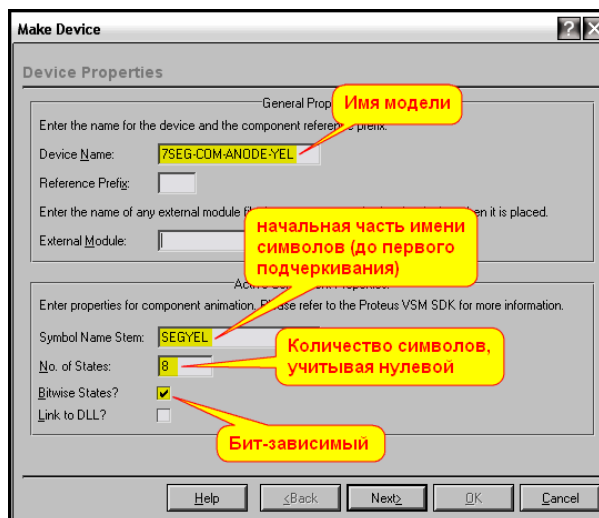 Make Device
Device Properties
General Prop
Имя модели
Enter the name for the device and the component reference prefix.
Device Name: 7SEG-COM-ANODE-YEL
Reference Prefix:
Enter the name of any external module fil
hen it is placed.
External Module:
начальная часть имени
символов (до первого
подчеркивания)
Enter properties for component animation. Please refer to the Proteus VSM SDK for more information.
Symbol Name Stem: SEGYEL
No. of States: 8
Количество символов,
учитывая нулевой
Bitwise States?
Link to DLL?
Бит-зависимый
Help
<Back
Next>
OK
Cancel